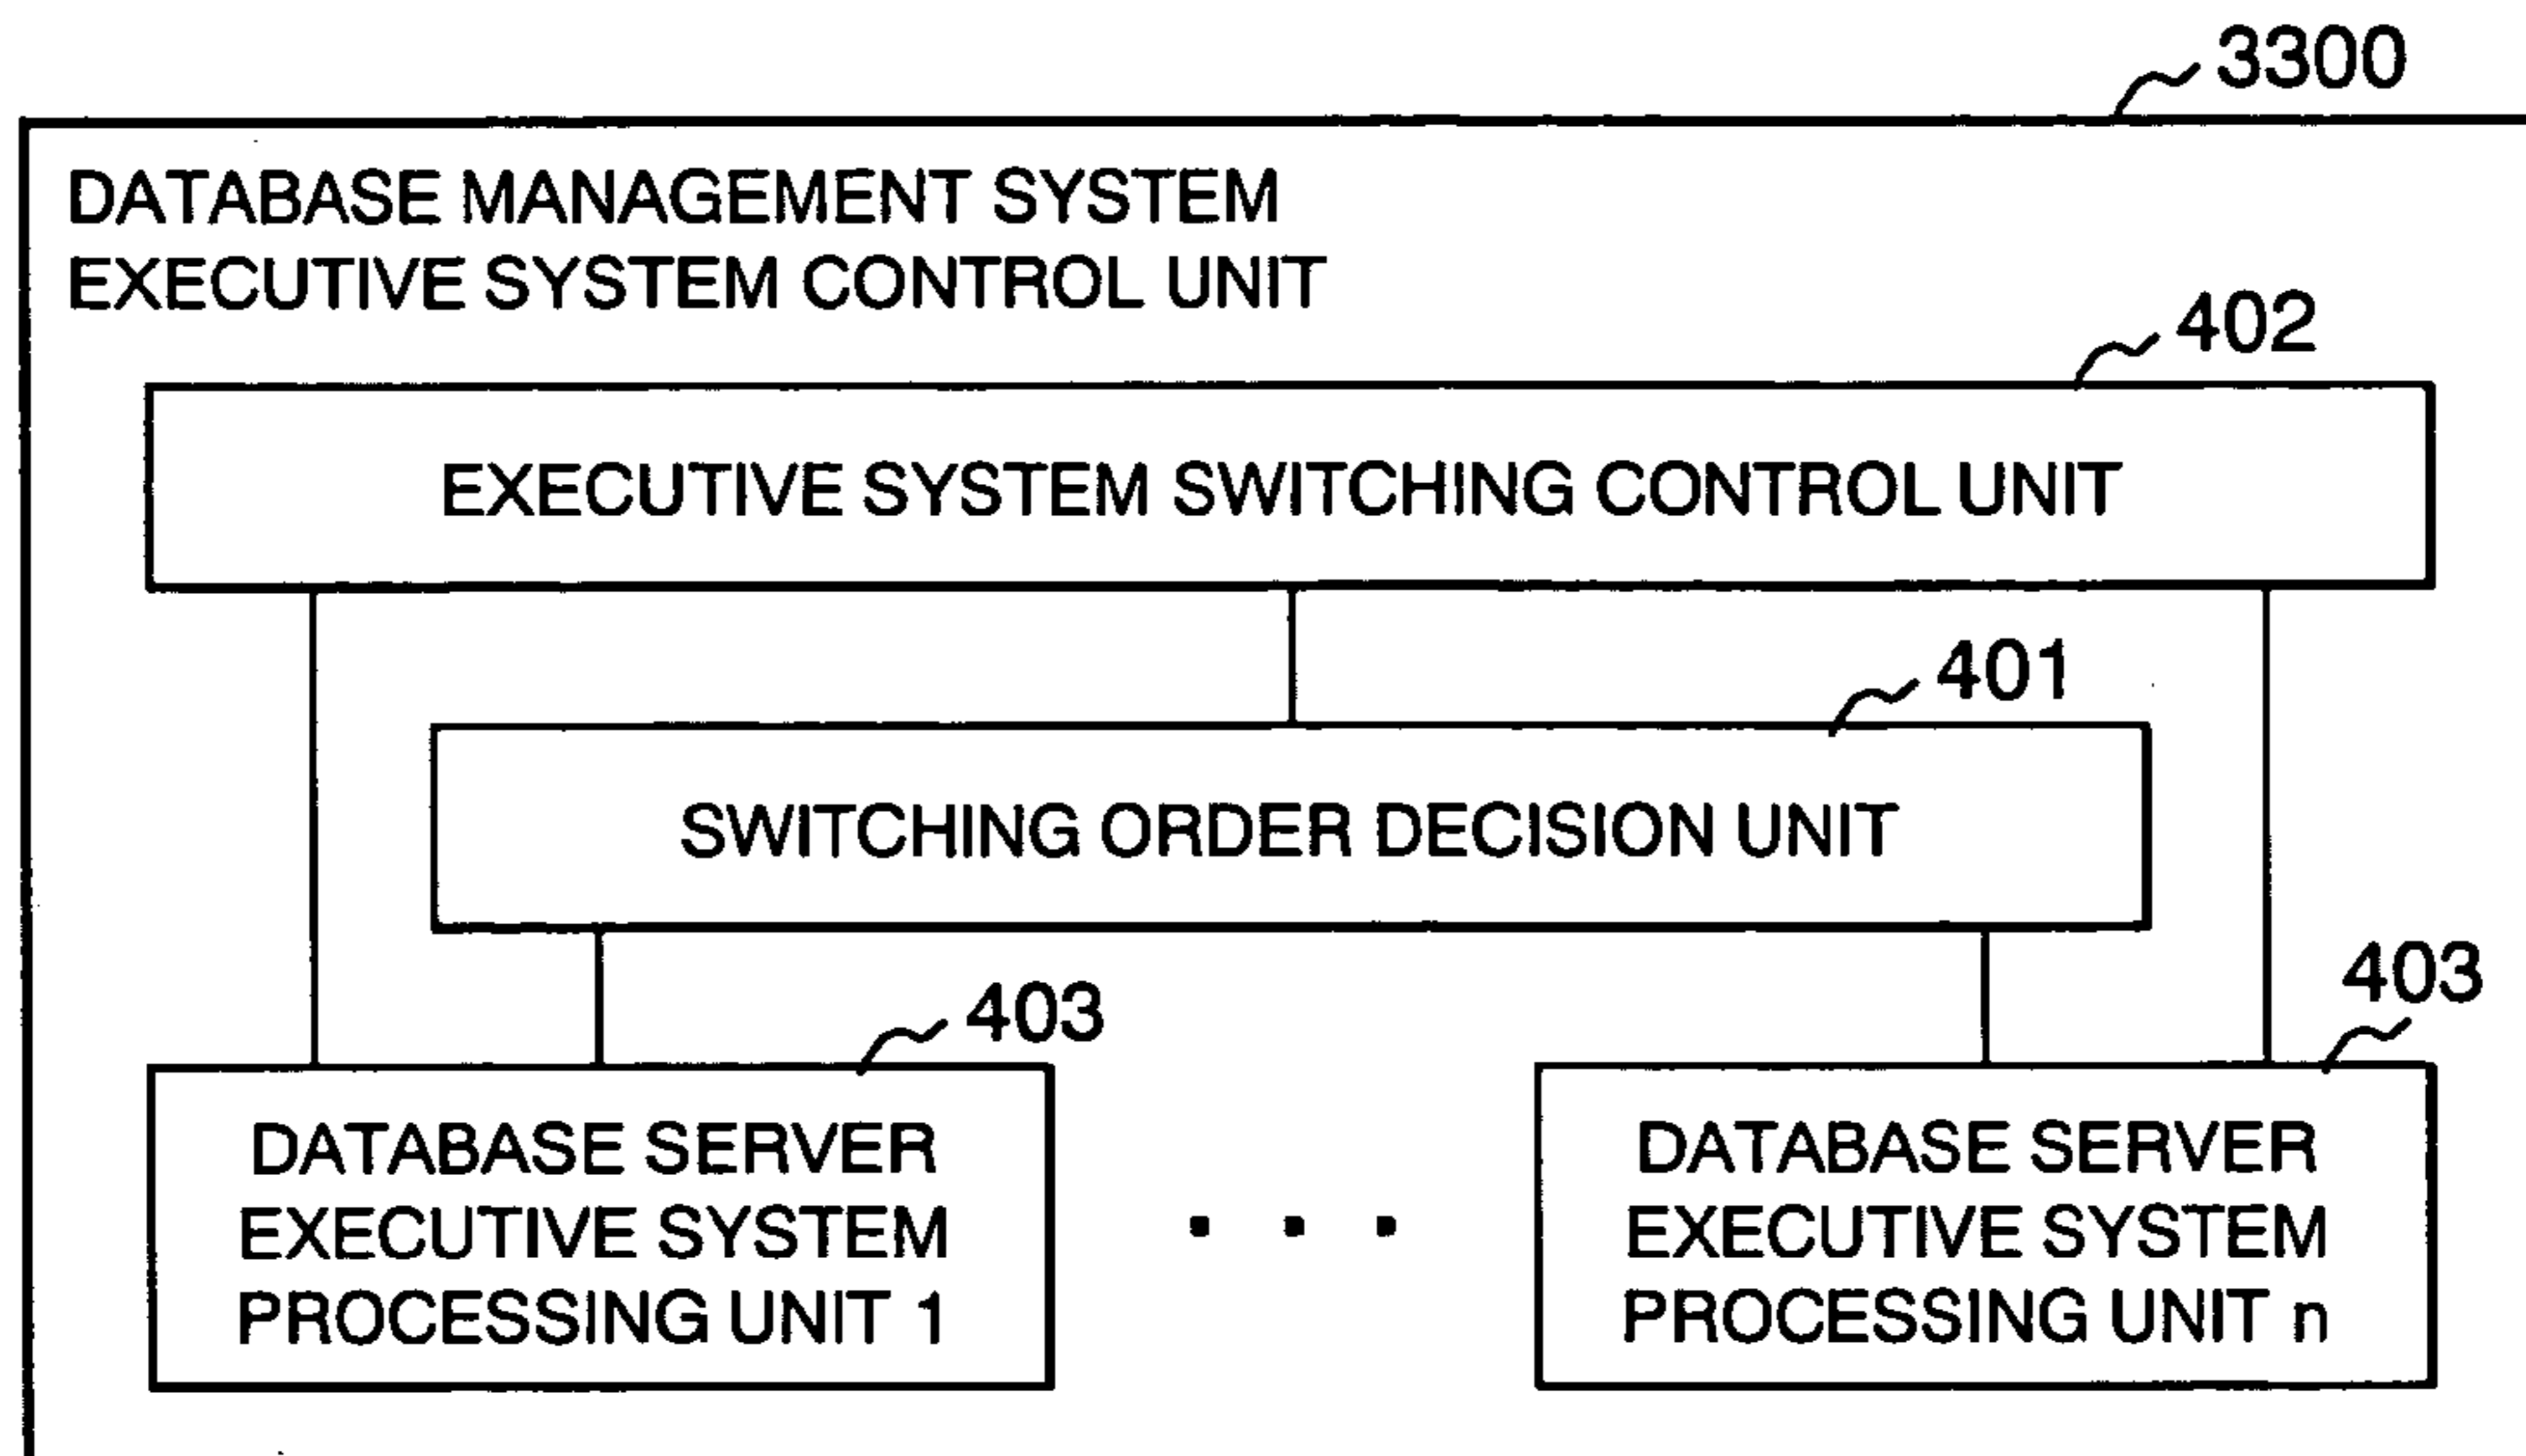 3300
DATABASE MANAGEMENT SYSTEM
EXECUTIVE SYSTEM CONTROL UNIT
402
EXECUTIVE SYSTEM SWITCHING CONTROL UNIT
401
SWITCHING ORDER DECISION UNIT
403
DATABASE SERVER
EXECUTIVE SYSTEM
PROCESSING UNIT 1
. . .
403
DATABASE SERVER
EXECUTIVE SYSTEM
PROCESSING UNIT n